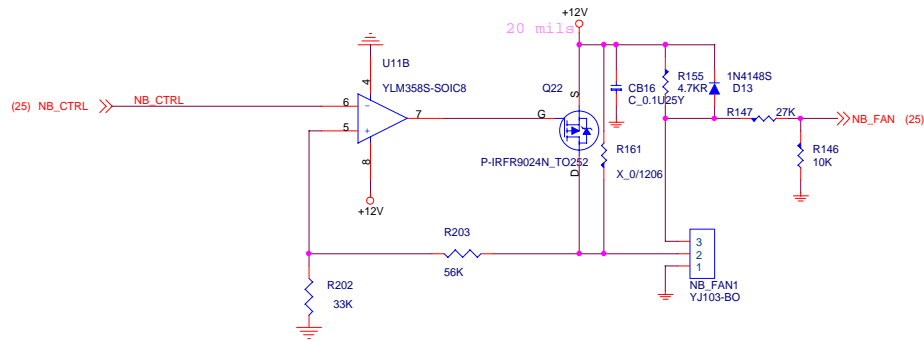 +12V
20 mils
U11B
YLM358S-SOIC8
4
(25) NB_CTRL
NB_CTRL
6
5
7
8
+12V
Q22
S
G
D
P-IRFR9024N_TO252
CB16
C_0.1U25Y
R155
4.7KR
1N4148S
D13
R147
27K
NB_FAN (25)
R146
10K
R161
X_0/1206
R203
56K
R202
33K
3
2
1
NB_FAN1
YJ103-BO